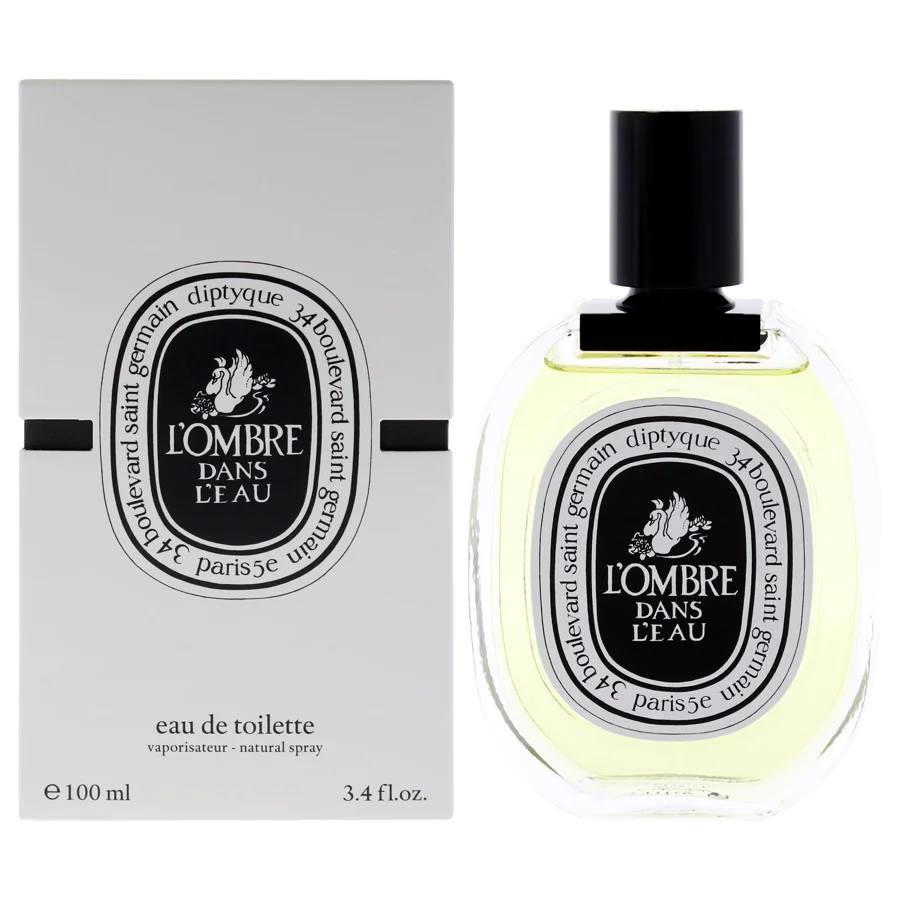 diptyque
34 boulevard saint germain
paris5e
34 boulevard saint germain
L'OMBRE
DANS
L'EAU
eau de toilette
vaporisateur - natural spray
e 100 ml
3.4 fl.oz.
diptyque
34 boulevard saint germain
paris5e
34 boulevard saint germain
L'OMBRE
DANS
L'EAU